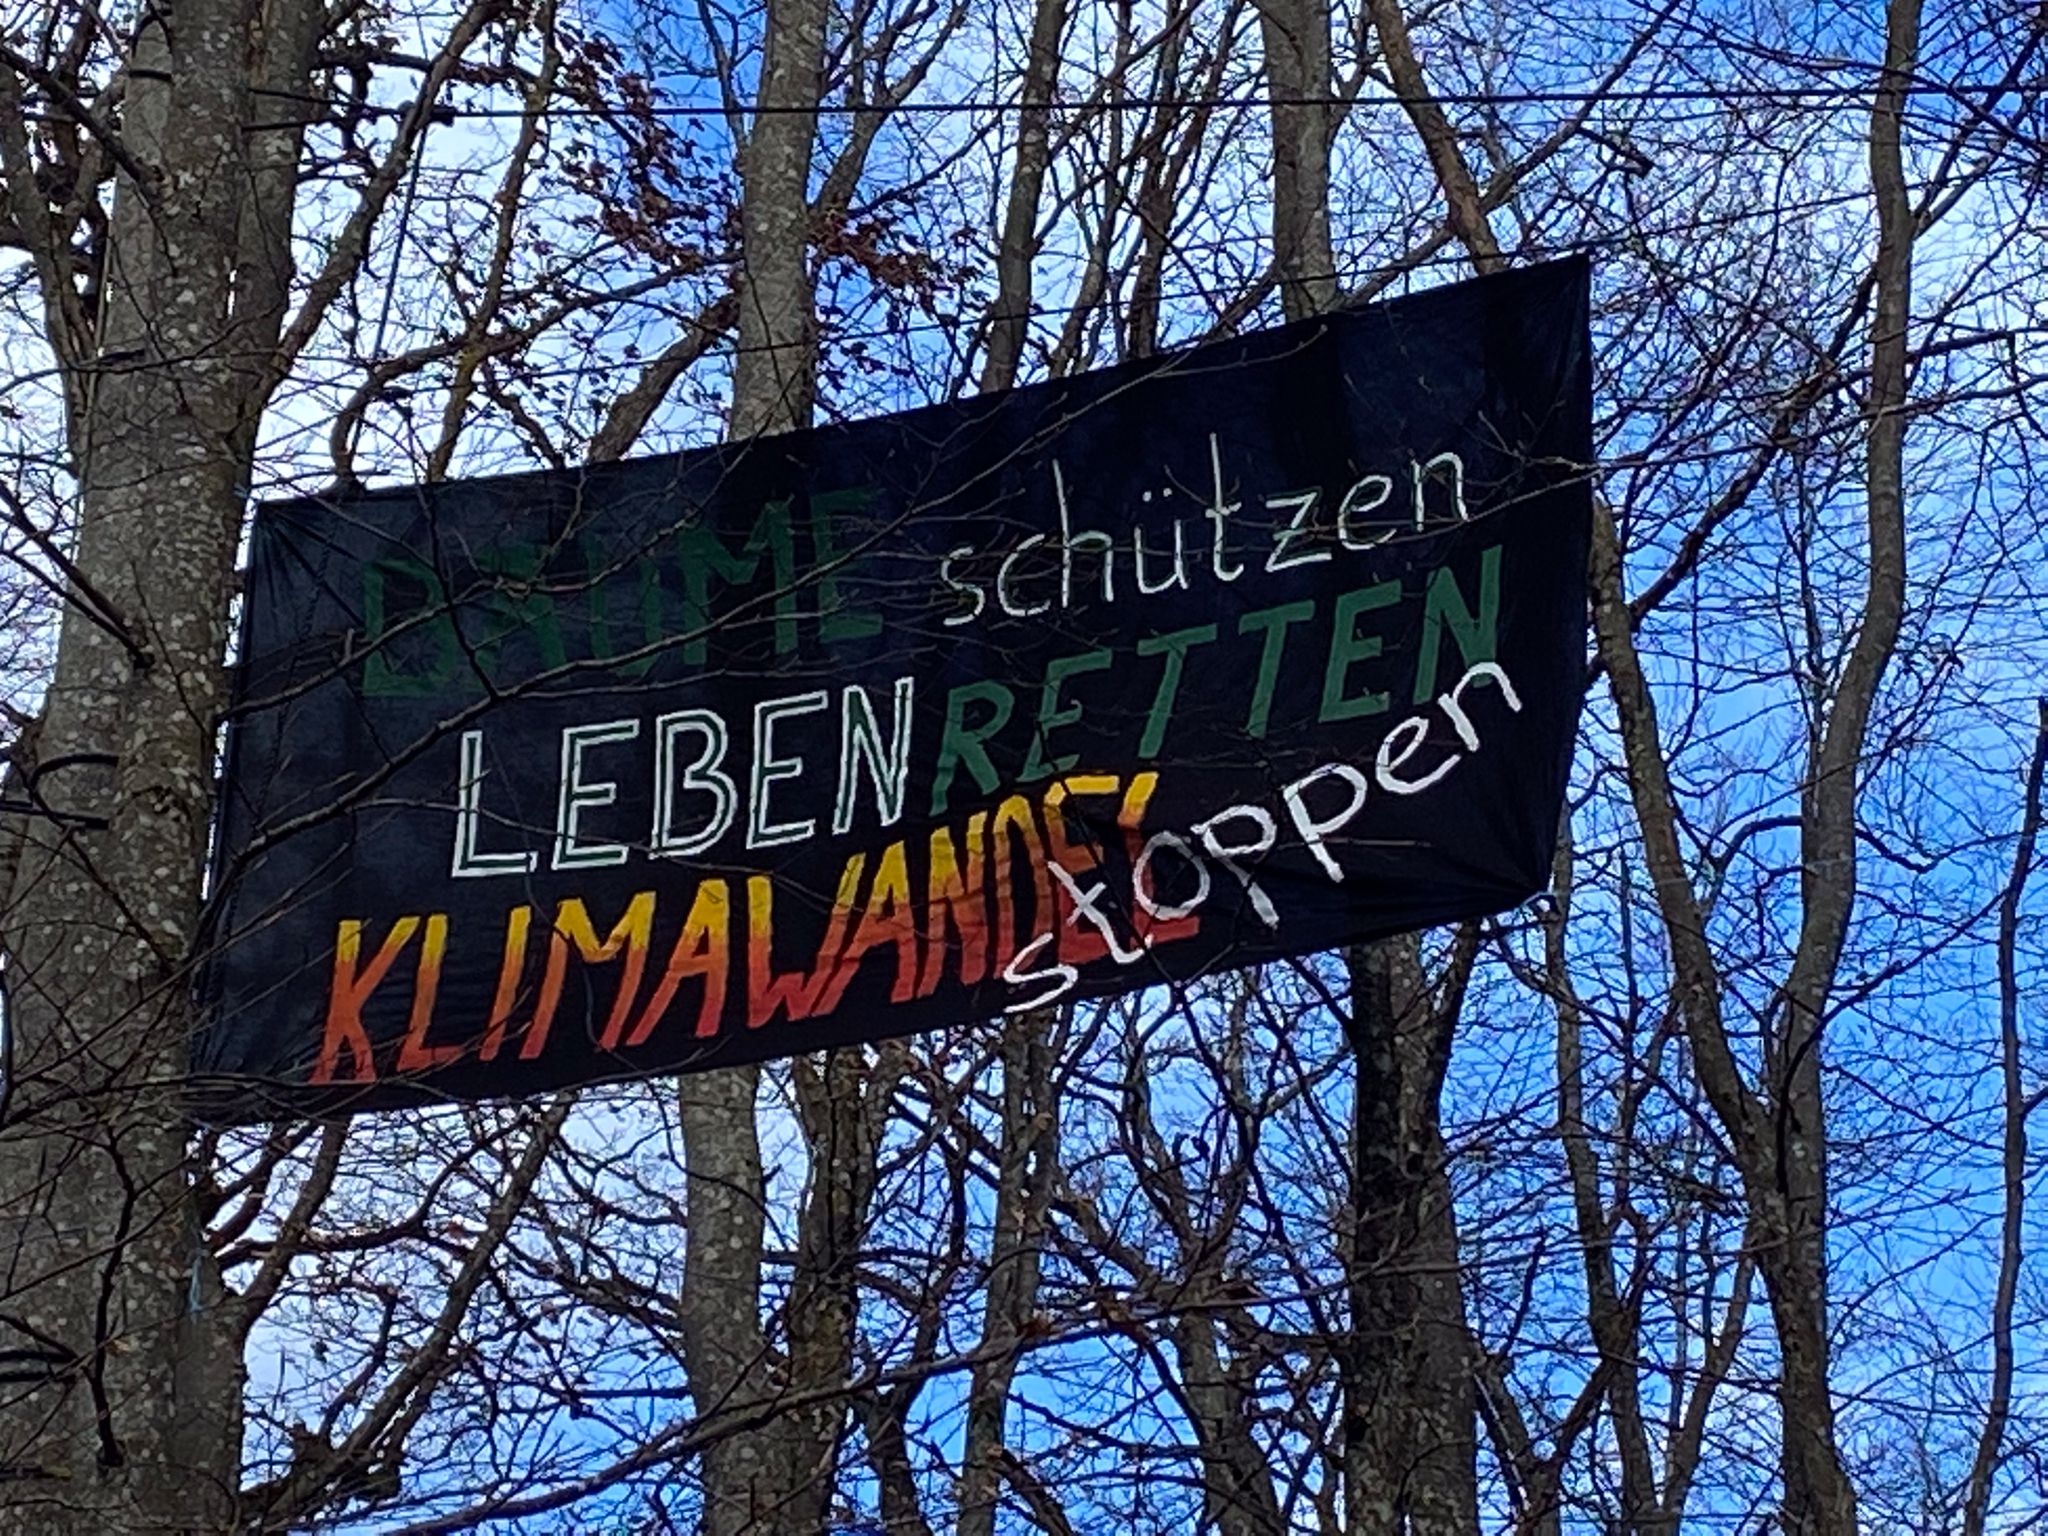 BÄUME schützen
LEBEN RETTEN
KLIMAWANDEL stoppen